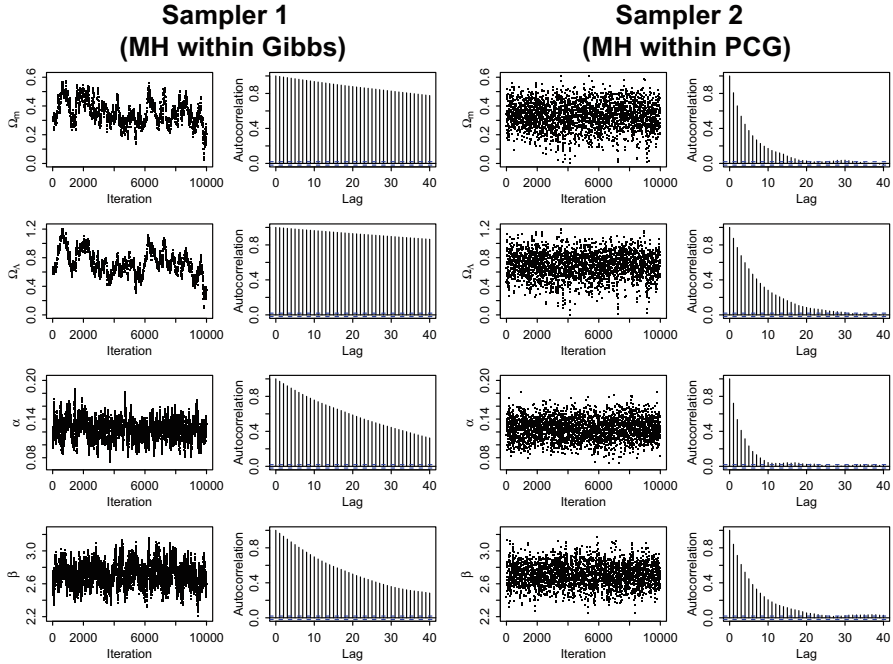 Sampler 1
(MH within Gibbs)
Sampler 2
(MH within PCG)
Ωm
0.0 0.2 0.4 0.6
0 2000 6000 10000
Iteration
Autocorrelation
0.0 0.4 0.8
0 10 20 30 40
Lag
Ωm
0.0 0.2 0.4 0.6
0 2000 6000 10000
Iteration
Autocorrelation
0.0 0.4 0.8
0 10 20 30 40
Lag
ΩΛ
0.0 0.4 0.8 1.2
0 2000 6000 10000
Iteration
Autocorrelation
0.0 0.4 0.8
0 10 20 30 40
Lag
ΩΛ
0.0 0.4 0.8 1.2
0 2000 6000 10000
Iteration
Autocorrelation
0.0 0.4 0.8
0 10 20 30 40
Lag
α
0.08 0.14 0.20
0 2000 6000 10000
Iteration
Autocorrelation
0.0 0.4 0.8
0 10 20 30 40
Lag
α
0.08 0.14 0.20
0 2000 6000 10000
Iteration
Autocorrelation
0.0 0.4 0.8
0 10 20 30 40
Lag
β
2.2 2.6 3.0
0 2000 6000 10000
Iteration
Autocorrelation
0.0 0.4 0.8
0 10 20 30 40
Lag
β
2.2 2.6 3.0
0 2000 6000 10000
Iteration
Autocorrelation
0.0 0.4 0.8
0 10 20 30 40
Lag